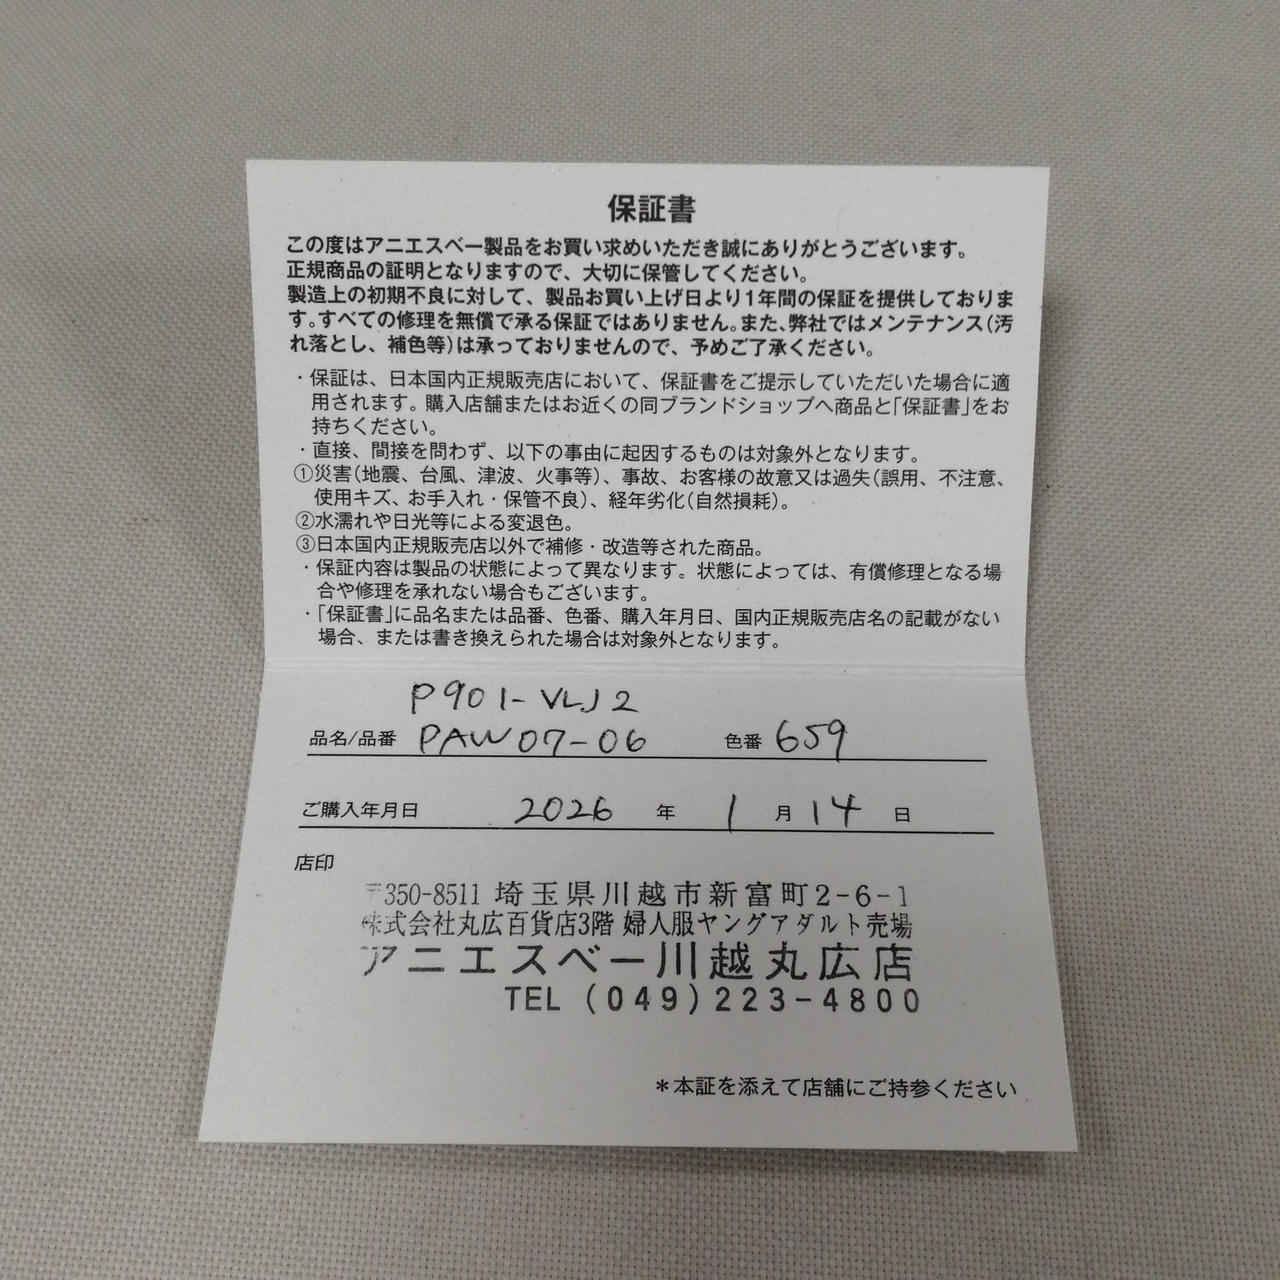 保証書
この度はアニエスベー製品をお買い求めいただき誠にありがとうございます。
正規商品の証明となりますので、大切に保管してください。
製造上の初期不良に対して、製品お買い上げ日より1年間の保証を提供しておりま
す。すべての修理を無償で承る保証ではありません。また、弊社ではメンテナンス(汚
れ落とし、補色等)は承っておりませんので、予めご了承ください。
・保証は、日本国内正規販売店において、保証書をご提示していただいた場合に適
用されます。購入店舗またはお近くの同ブランドショップへ商品と「保証書」をお
持ちください。
・直接、間接を問わず、以下の事由に起因するものは対象外となります。
①災害(地震、台風、津波、火事等)、事故、お客様の故意又は過失(誤用、不注意、
使用キズ、お手入れ・保管不良)、経年劣化(自然損耗)。
②水濡れや日光等による変退色。
③日本国内正規販売店以外で補修・改造等された商品。
・保証内容は製品の状態によって異なります。状態によっては、有償修理となる場
合や修理を承れない場合もございます。
・「保証書」に品名または品番、色番、購入年月日、国内正規販売店名の記載がない
場合、または書き換えられた場合は対象外となります。
P901-VLJ2
品名/品番 PAW07-06 色番 659
ご購入年月日 2026 年 1 月 14 日
店印
〒350-8511 埼玉県川越市新富町2-6-1
株式会社丸広百貨店3階 婦人服ヤングアダルト売場
アニエスベー川越丸広店
TEL (049)223-4800
*本証を添えて店舗にご持参ください